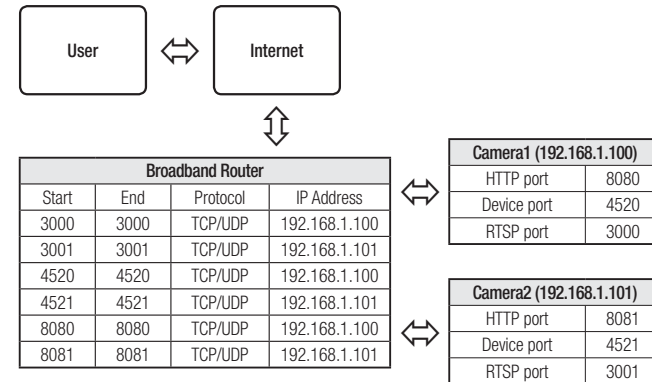 User
Internet
Broadband Router
Start End Protocol IP Address
3000 3000 TCP/UDP 192.168.1.100
3001 3001 TCP/UDP 192.168.1.101
4520 4520 TCP/UDP 192.168.1.100
4521 4521 TCP/UDP 192.168.1.101
8080 8080 TCP/UDP 192.168.1.100
8081 8081 TCP/UDP 192.168.1.101
Camera1 (192.168.1.100)
HTTP port 8080
Device port 4520
RTSP port 3000
Camera2 (192.168.1.101)
HTTP port 8081
Device port 4521
RTSP port 3001